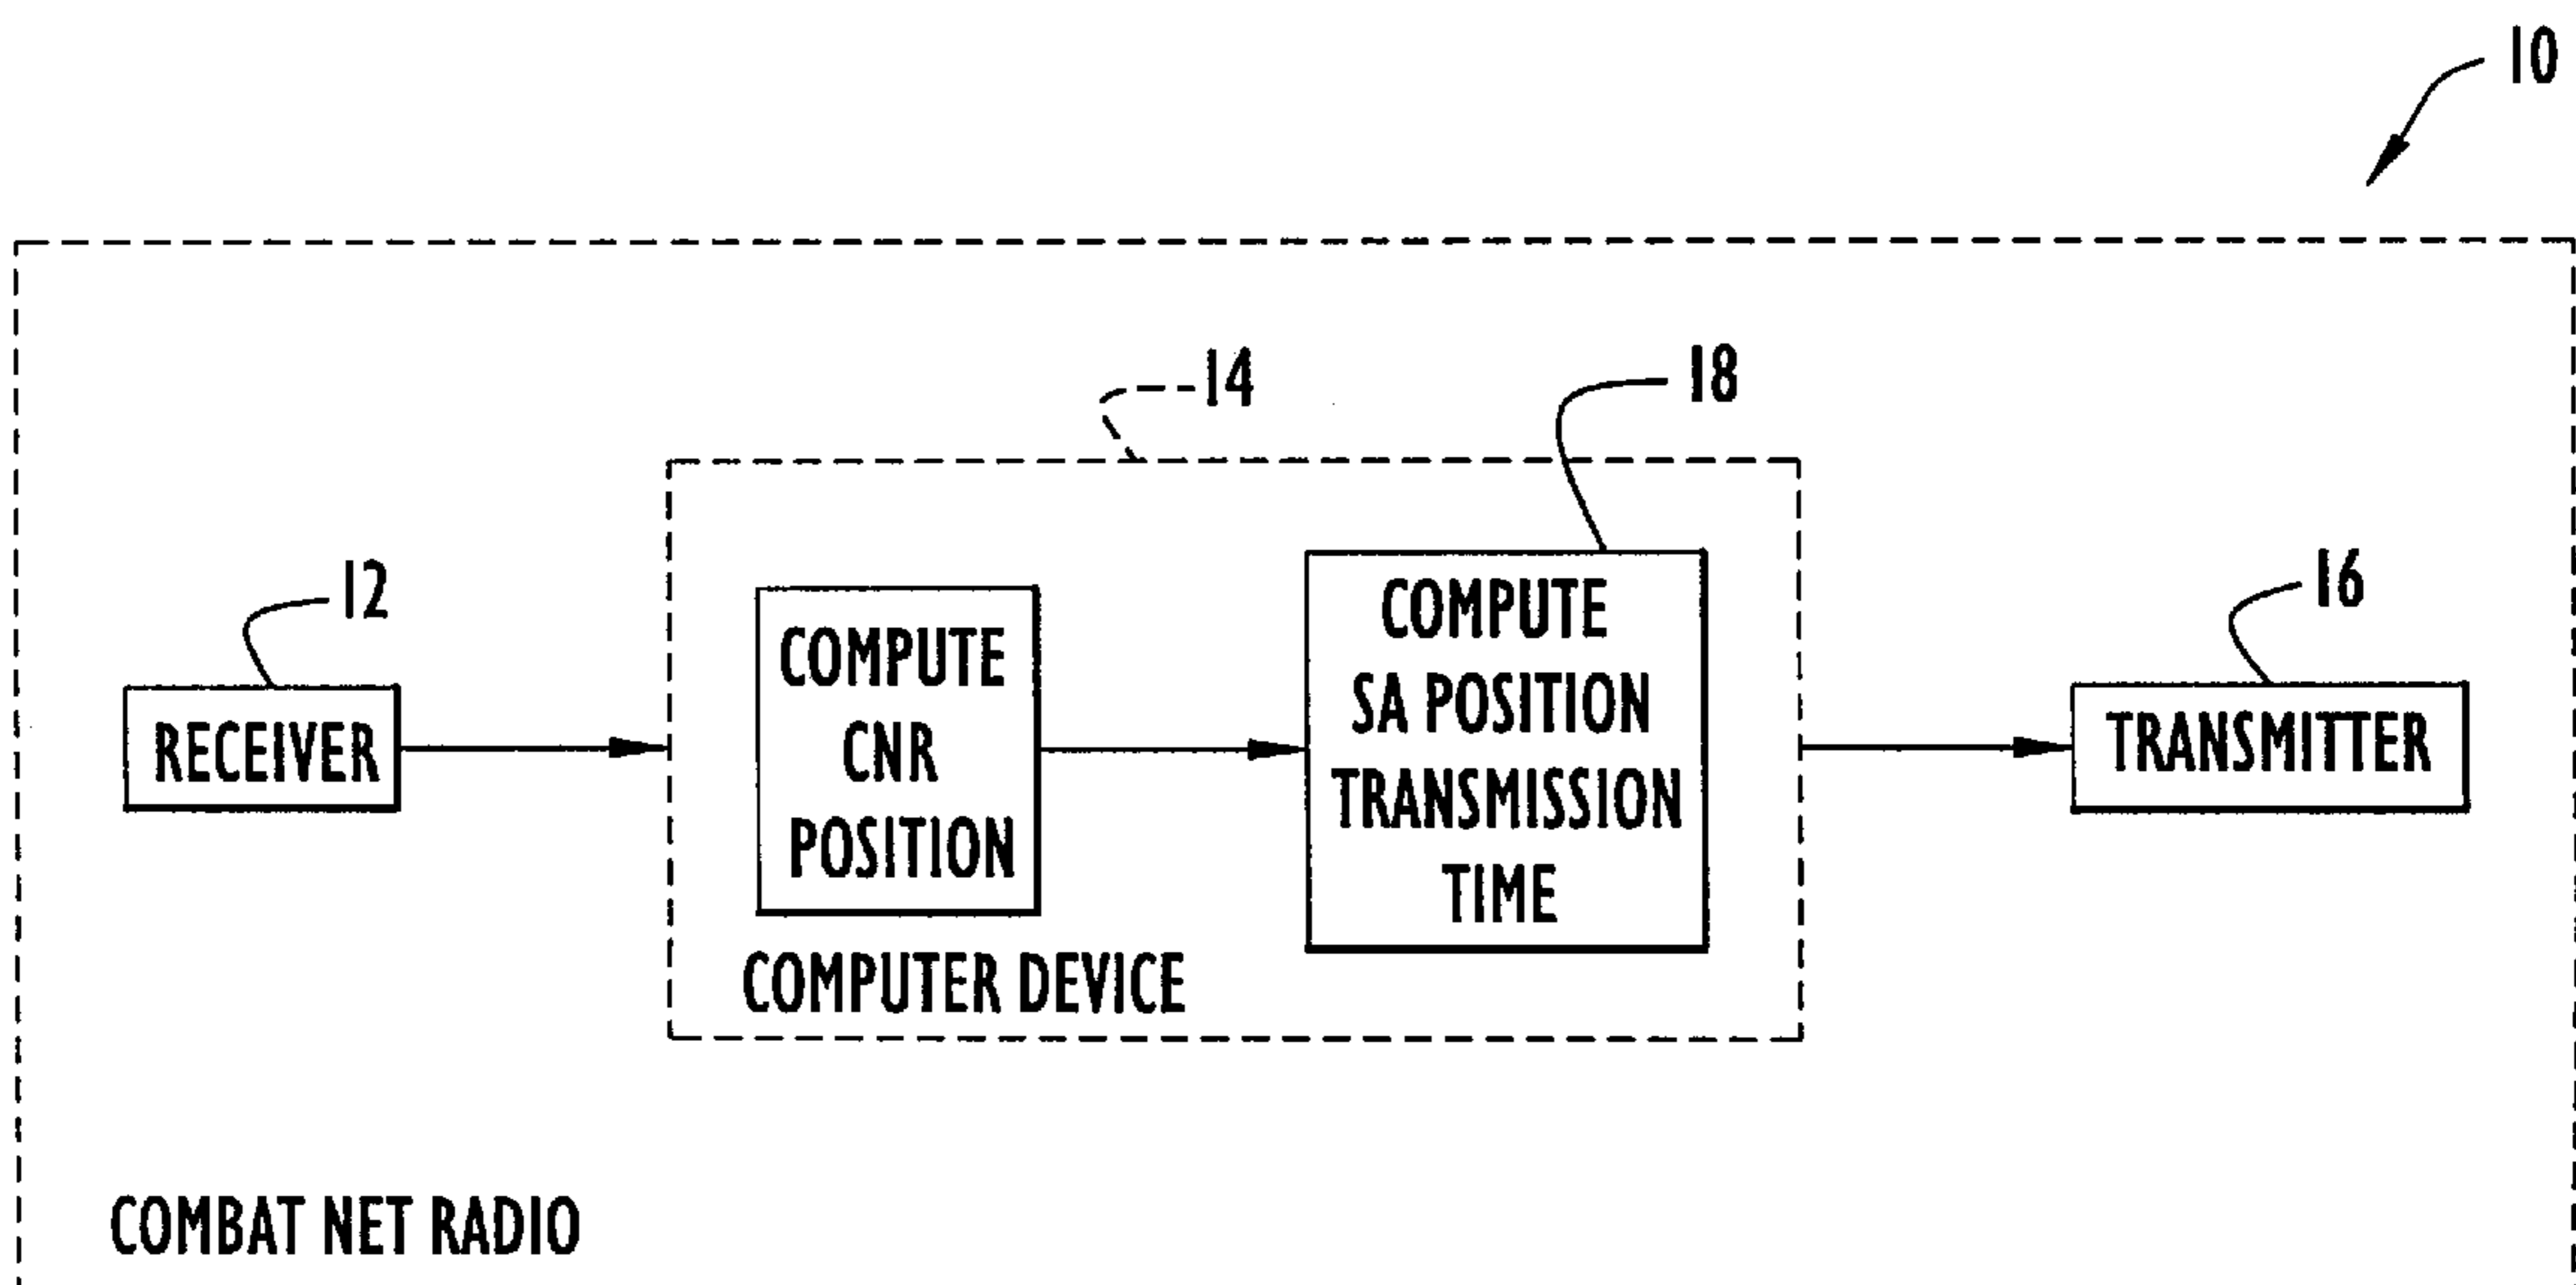 10
14
18
12
16
RECEIVER
COMPUTE
CNR
POSITION
COMPUTE
SA POSITION
TRANSMISSION
TIME
TRANSMITTER
COMPUTER DEVICE
COMBAT NET RADIO